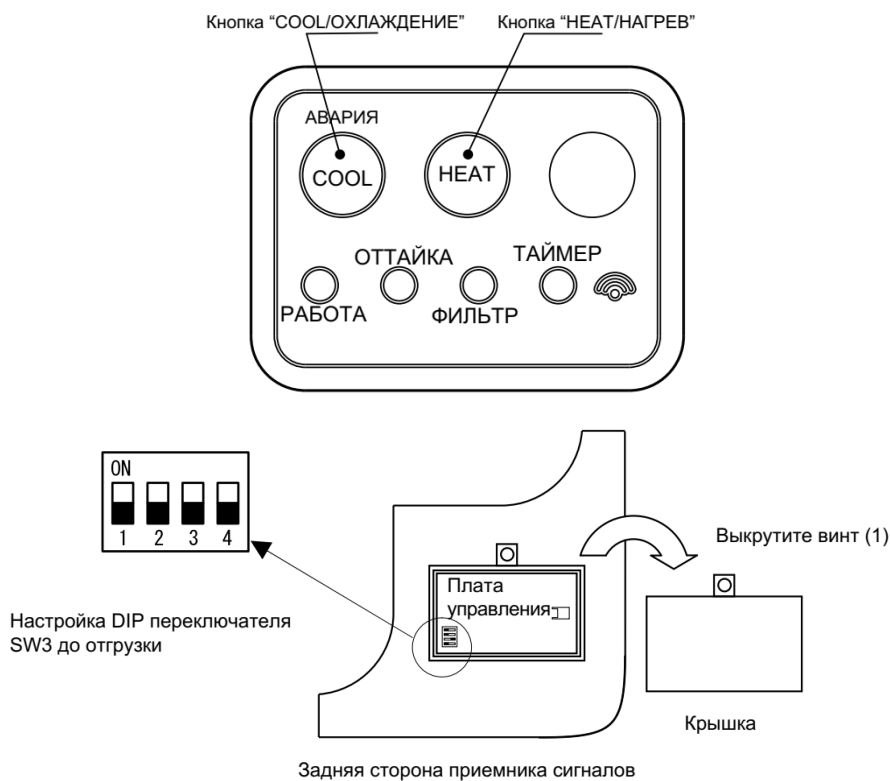 Кнопка “COOL/ОХЛАЖДЕНИЕ”
Кнопка “HEAT/НАГРЕВ”
АВАРИЯ
COOL
HEAT
ОТТАЙКА
ТАЙМЕР
РАБОТА
ФИЛЬТР
ON
1 2 3 4
Настройка DIP переключателя
SW3 до отгрузки
Плата
управления
Выкрутите винт (1)
Крышка
Задняя сторона приемника сигналов